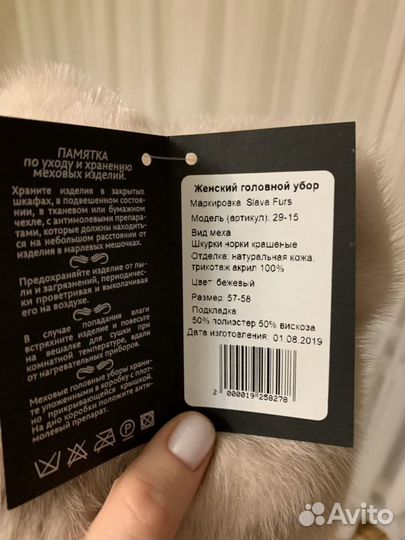 ПАМЯТКА
по уходу и хранению
меховых изделий.
Храните изделия в закрытых
шкафах, в подвешенном состоя-
нии, в тканевом или бумажном
чехле, с антимолевыми препара-
тами, которые должны находить-
ся на небольшом расстоянии от
изделия в марлевых мешочках.
Предохраняйте изделие от пы-
ли и загрязнений, периодичес-
ки проветривая и выколачивая
его на воздухе.
В случае попадания влаги
встряхните изделие и повесьте
на вешалке для сушки при
комнатной температуре, вдали
от нагревательных приборов.
Меховые головные уборы храни-
те уложенными в коробку с плот-
но прикрывающейся крышкой.
На дно коробки положите анти-
молевый препарат.
Женский головной убор
Маркировка Slava Furs
Модель (артикул): 29-15
Вид меха
Шкурки норки крашеные
Отделка: натуральная кожа,
трикотаж акрил 100%
Цвет: бежевый
Размер: 57-58
Подкладка
50% полиэстер 50% вискоза
Дата изготовления: 01.08.2019
2 000019 258278
Avito